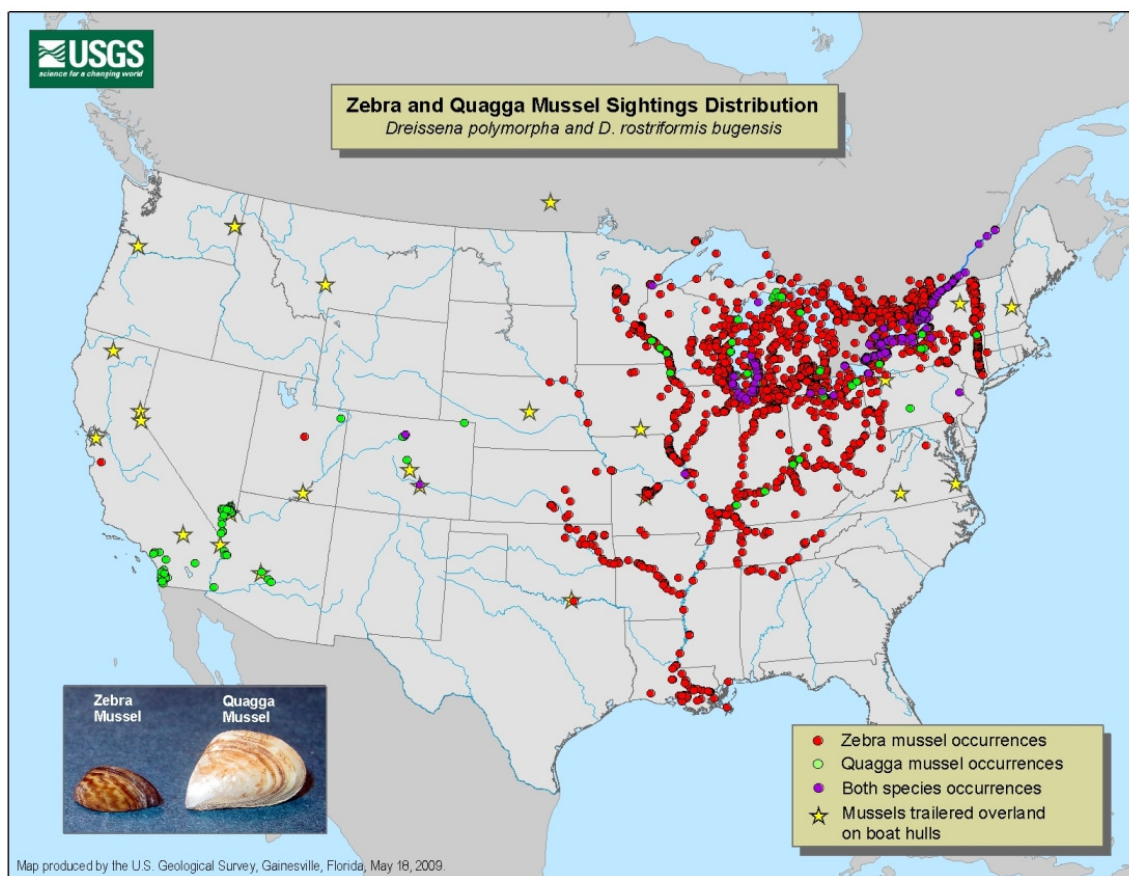 USGS
science for a changing world
Zebra and Quagga Mussel Sightings Distribution
Dreissena polymorpha and D. rostriformis bugensis
Zebra
Mussel
Quagga
Mussel
Zebra mussel occurrences
Quagga mussel occurrences
Both species occurrences
Mussels trailered overland
on boat hulls
Map produced by the U.S. Geological Survey, Gainesville, Florida, May 18, 2009.